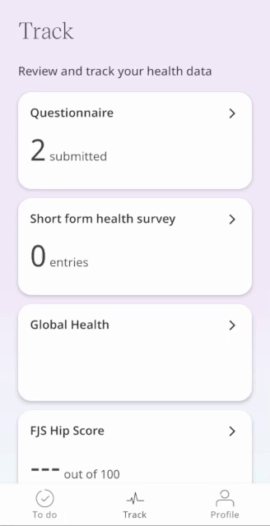 Track
Review and track your health data
Questionnaire
2 submitted
Short form health survey
0 entries
Global Health
FJS Hip Score
--- out of 100
To do
Track
Profile